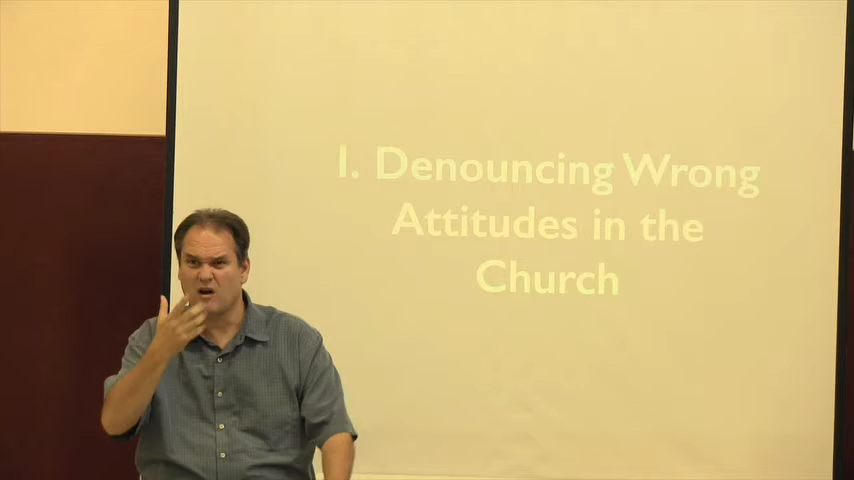 I. Denouncing Wrong
Attitudes in the
Church